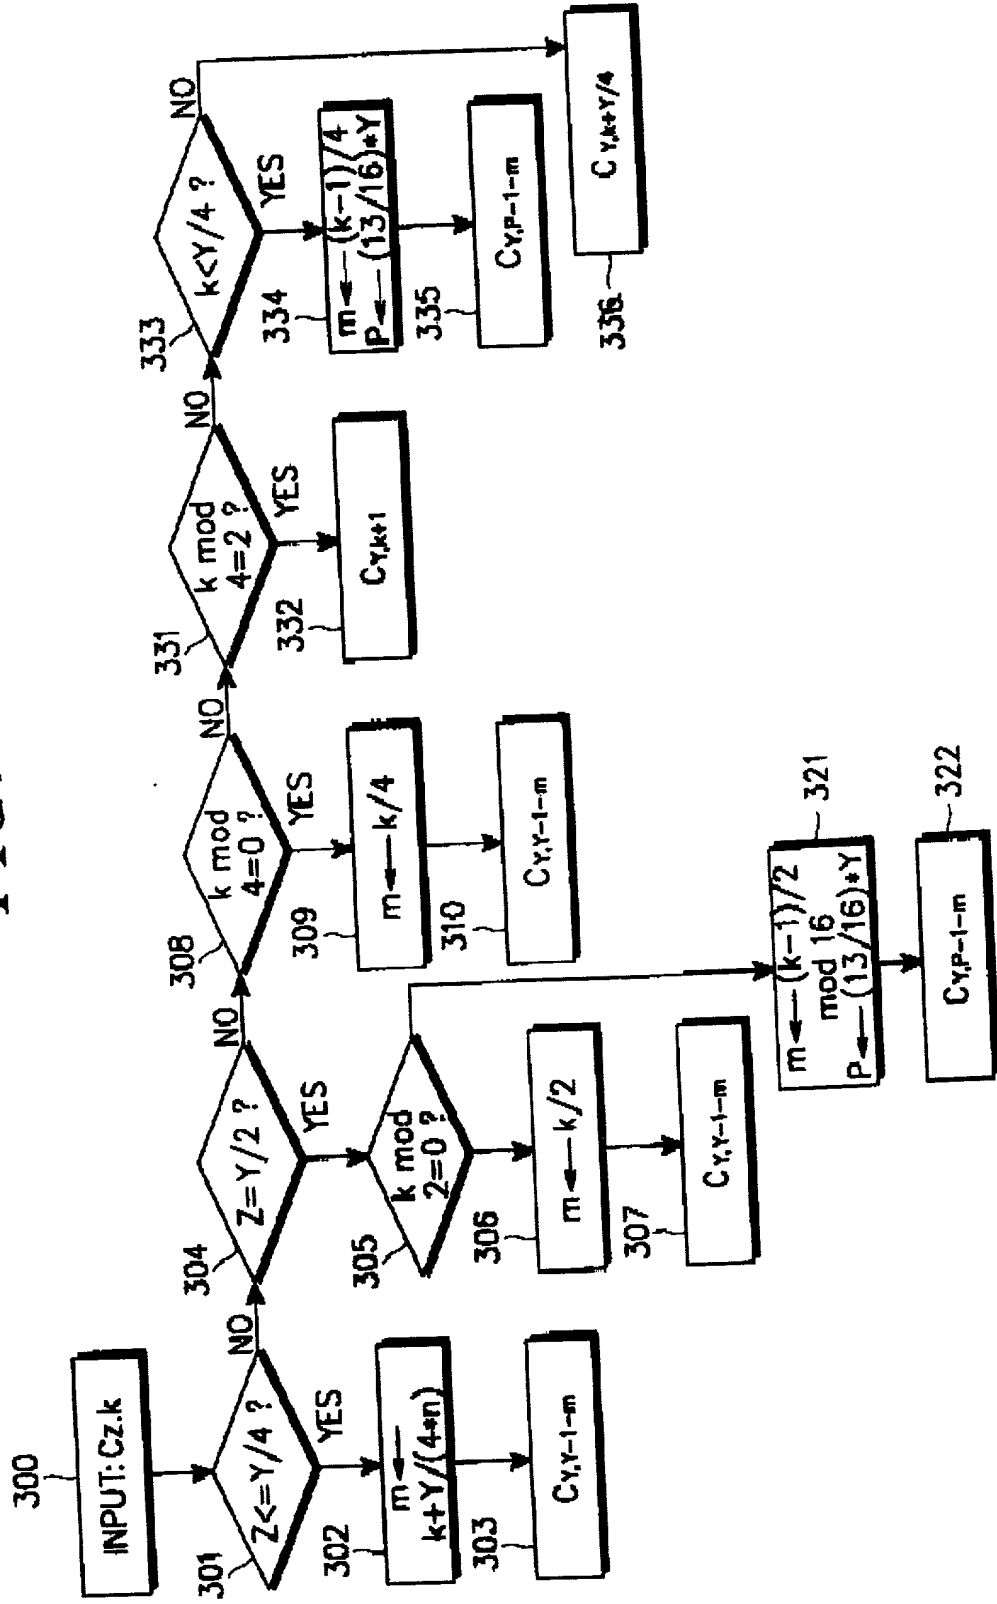 300
INPUT: Cz.k
301
Z<=Y/4 ?
NO
YES
302
m←
k+Y/(4*n)
303
CY,Y-1-m
304
Z=Y/2 ?
NO
YES
305
k mod
2=0 ?
306
m←k/2
307
CY,Y-1-m
321
m←(k-1)/2
mod 16
P←(13/16)*Y
322
CY,P-1-m
308
k mod
4=0 ?
NO
YES
309
m←k/4
310
CY,Y-1-m
331
k mod
4=2 ?
NO
YES
332
CY,k+1
333
k<Y/4 ?
NO
YES
334
m←(k-1)/4
P←(13/16)*Y
335
CY,P-1-m
336
CY,k+Y/4